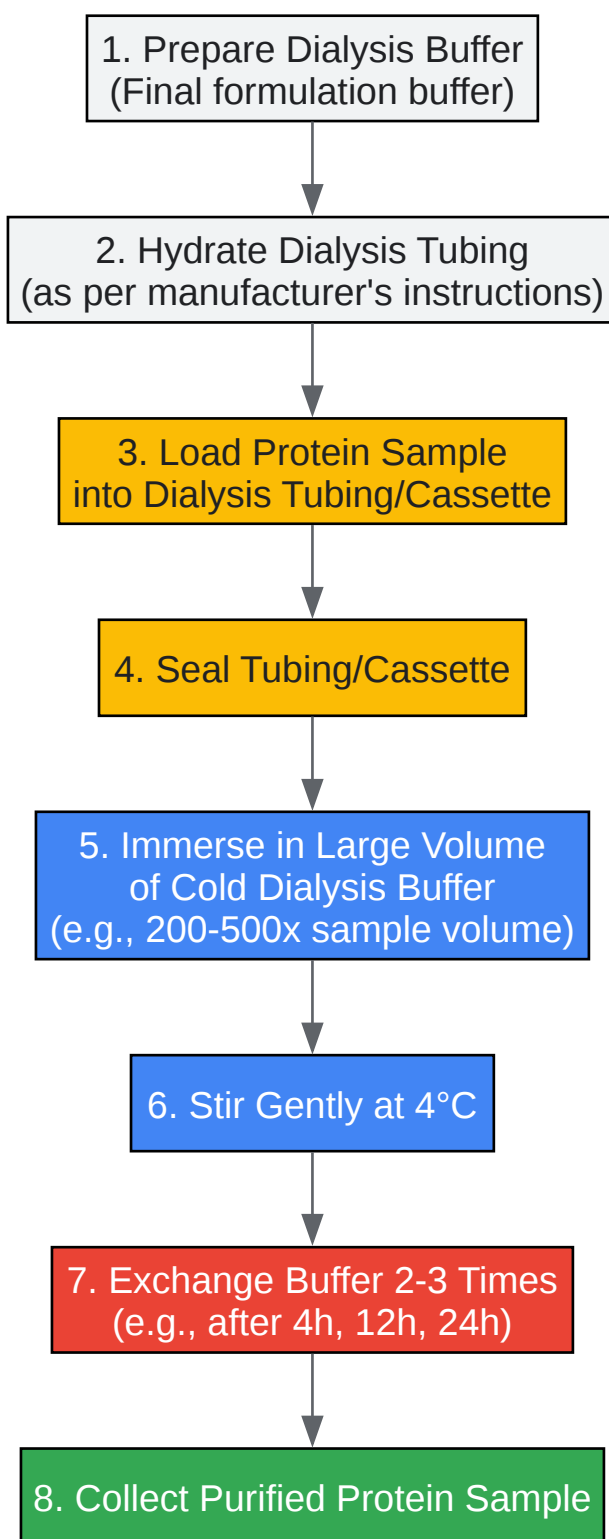 1. Prepare Dialysis Buffer
(Final formulation buffer)
2. Hydrate Dialysis Tubing
(as per manufacturer's instructions)
3. Load Protein Sample
into Dialysis Tubing/Cassette
4. Seal Tubing/Cassette
5. Immerse in Large Volume
of Cold Dialysis Buffer
(e.g., 200-500x sample volume)
6. Stir Gently at 4°C
7. Exchange Buffer 2-3 Times
(e.g., after 4h, 12h, 24h)
8. Collect Purified Protein Sample